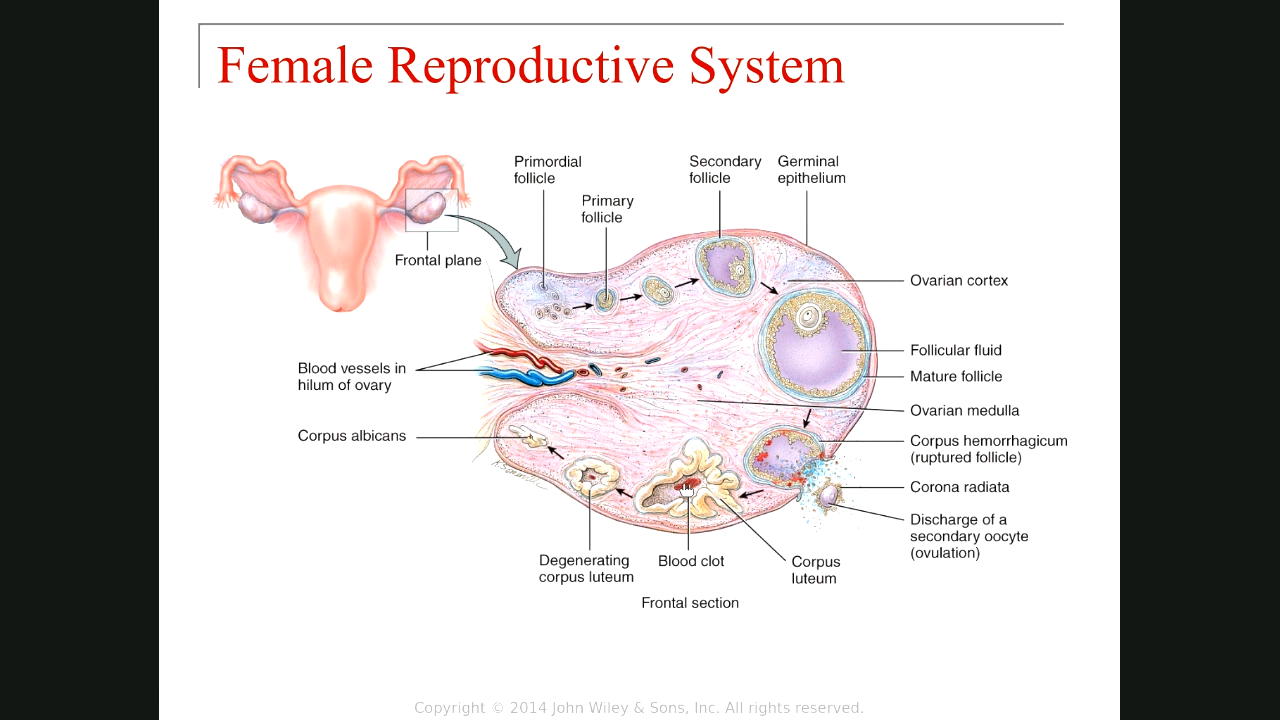 Female Reproductive System
Primordial
follicle
Primary
follicle
Secondary
follicle
Germinal
epithelium
Frontal plane
Ovarian cortex
Follicular fluid
Mature follicle
Ovarian medulla
Blood vessels in
hilum of ovary
Corpus albicans
Corpus hemorrhagicum
(ruptured follicle)
Corona radiata
Discharge of a
secondary oocyte
(ovulation)
Degenerating
corpus luteum
Blood clot
Corpus
luteum
Frontal section
Copyright © 2014 John Wiley & Sons, Inc. All rights reserved.